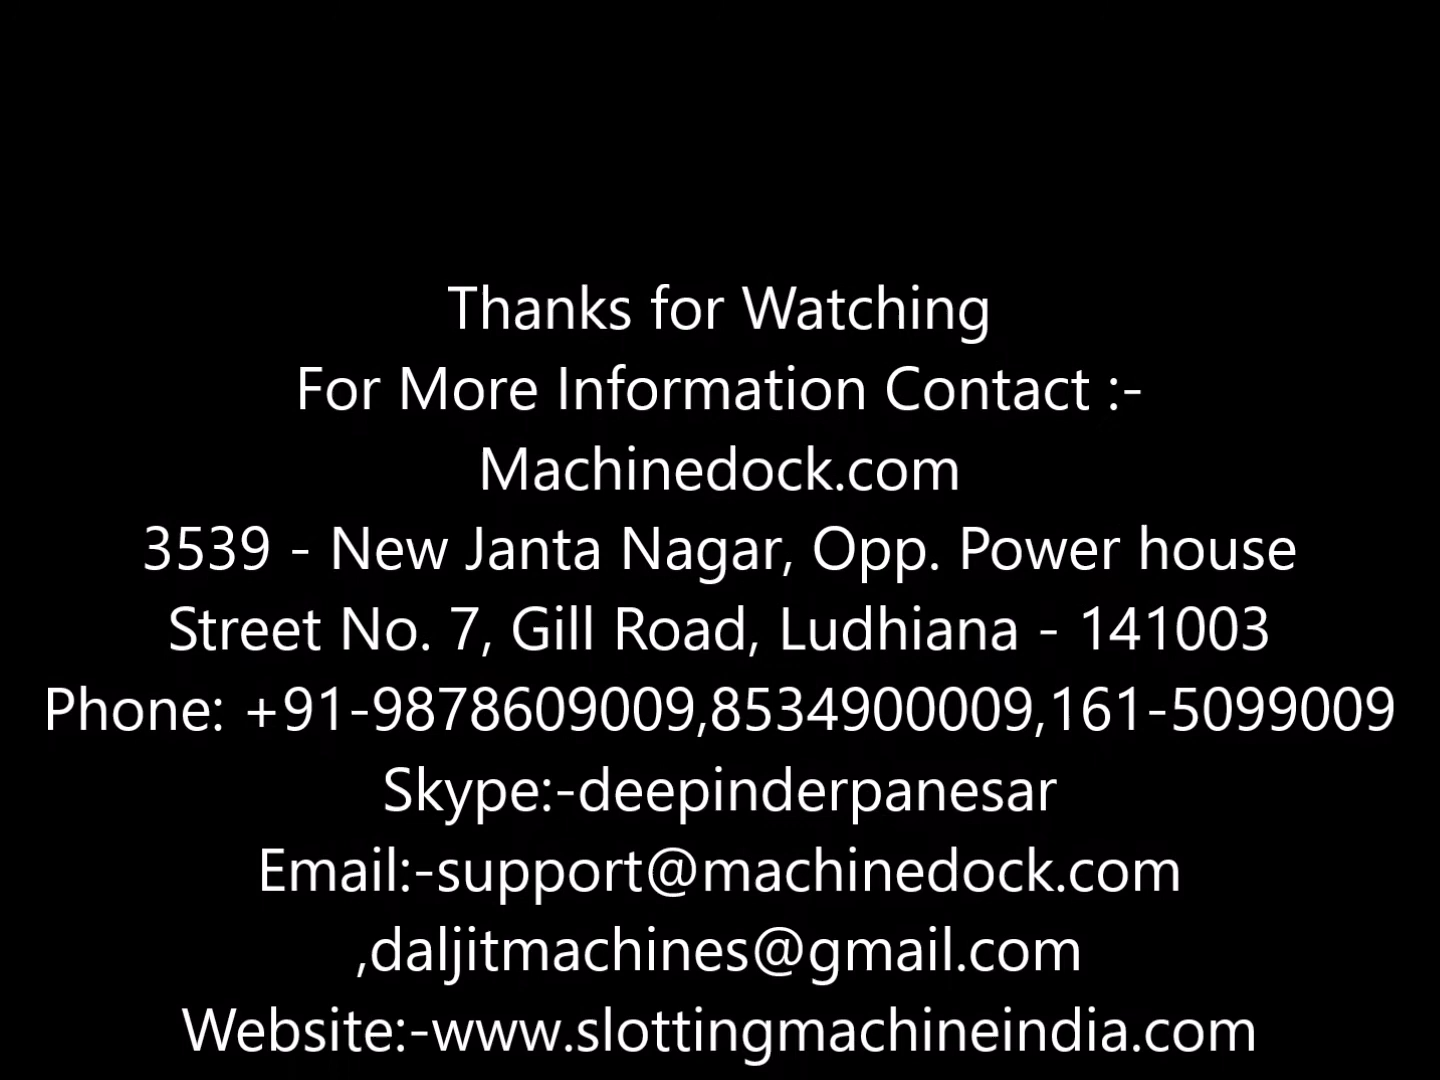 Thanks for Watching
For More Information Contact :-
Machinedock.com
3539 - New Janta Nagar, Opp. Power house
Street No. 7, Gill Road, Ludhiana - 141003
Phone: +91-9878609009,8534900009,161-5099009
Skype:-deepinderpanesar
Email:-support@machinedock.com
,daljitmachines@gmail.com
Website:-www.slottingmachineindia.com